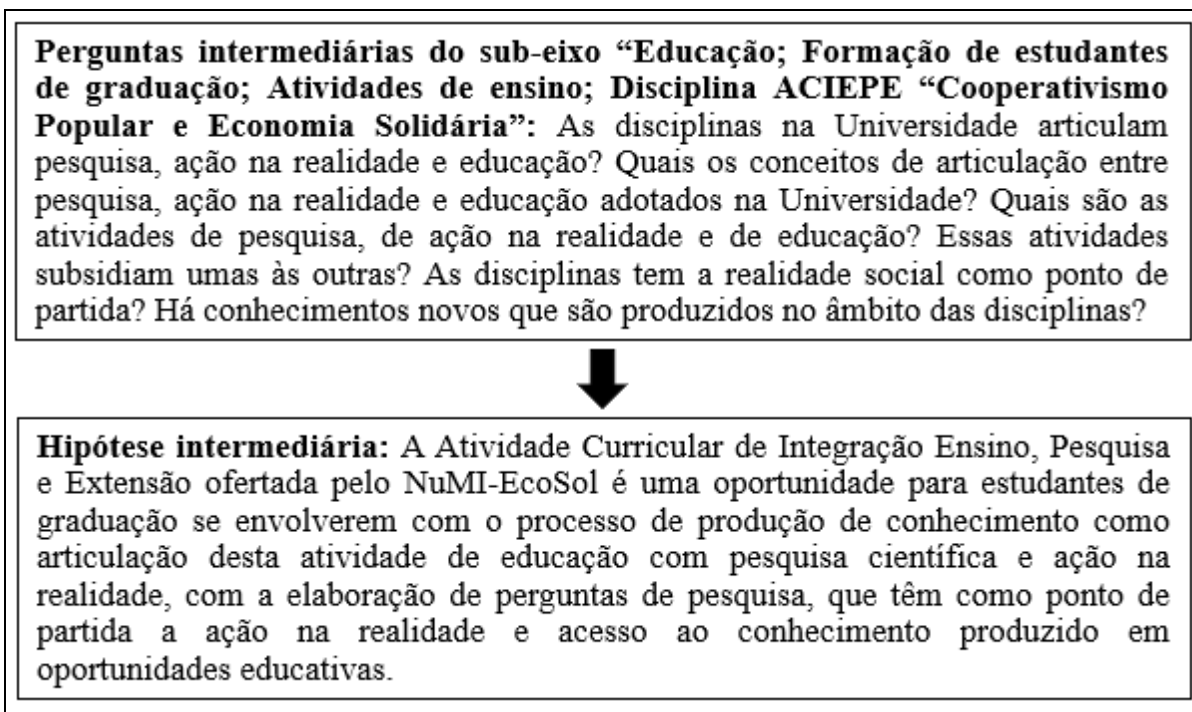 Perguntas intermediárias do sub-eixo “Educação; Formação de estudantes
de graduação; Atividades de ensino; Disciplina ACIEPE “Cooperativismo
Popular e Economia Solidária”: As disciplinas na Universidade articulam
pesquisa, ação na realidade e educação? Quais os conceitos de articulação entre
pesquisa, ação na realidade e educação adotados na Universidade? Quais são as
atividades de pesquisa, de ação na realidade e de educação? Essas atividades
subsidiam umas às outras? As disciplinas tem a realidade social como ponto de
partida? Há conhecimentos novos que são produzidos no âmbito das disciplinas?
Hipótese intermediária: A Atividade Curricular de Integração Ensino, Pesquisa
e Extensão ofertada pelo NuMI-EcoSol é uma oportunidade para estudantes de
graduação se envolverem com o processo de produção de conhecimento como
articulação desta atividade de educação com pesquisa científica e ação na
realidade, com a elaboração de perguntas de pesquisa, que têm como ponto de
partida a ação na realidade e acesso ao conhecimento produzido em
oportunidades educativas.